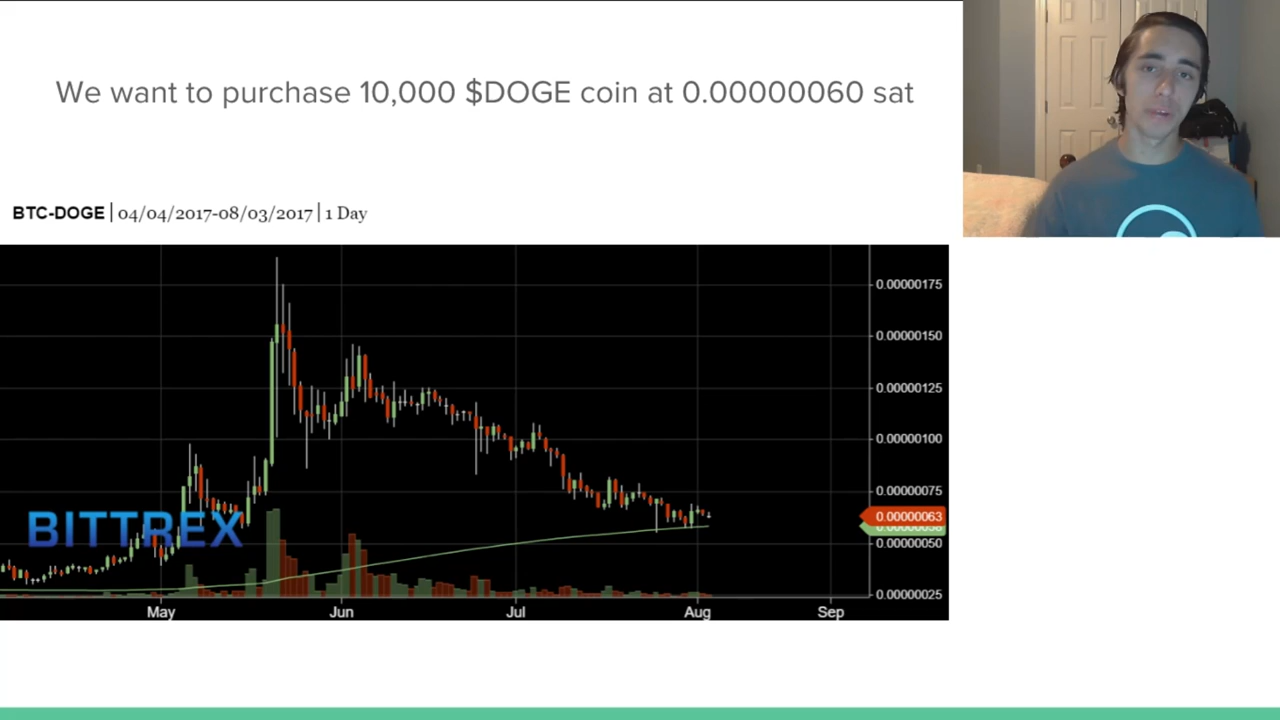 We want to purchase 10,000 $DOGE coin at 0.00000060 sat
BTC-DOGE | 04/04/2017-08/03/2017 | 1 Day
0.00000175
0.00000150
0.00000125
0.00000100
0.00000075
0.00000063
0.00000050
0.00000025
BITTREX
May Jun Jul Aug Sep